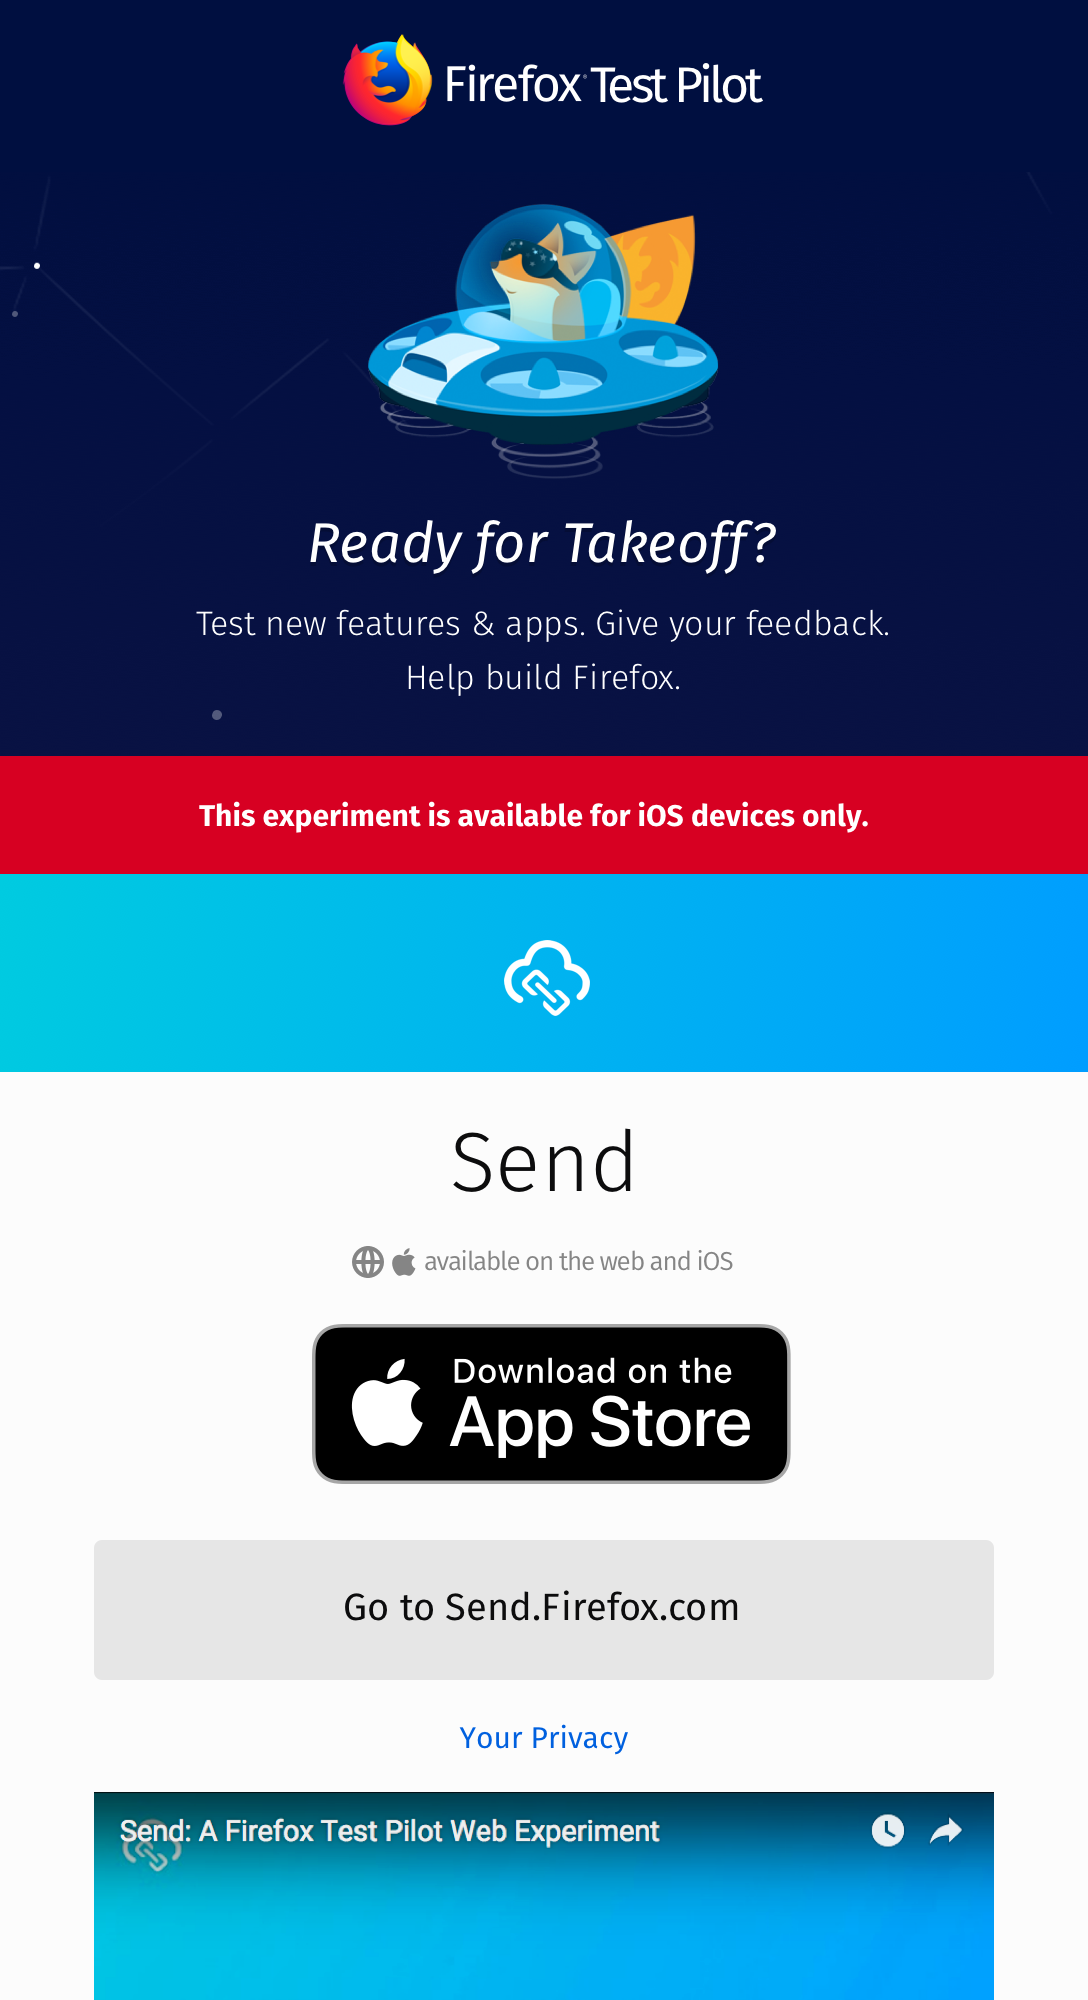 Firefox Test Pilot
Ready for Takeoff?
Test new features & apps. Give your feedback.
Help build Firefox.
This experiment is available for iOS devices only.
Send
available on the web and iOS
Download on the
App Store
Go to Send.Firefox.com
Your Privacy
Send: A Firefox Test Pilot Web Experiment